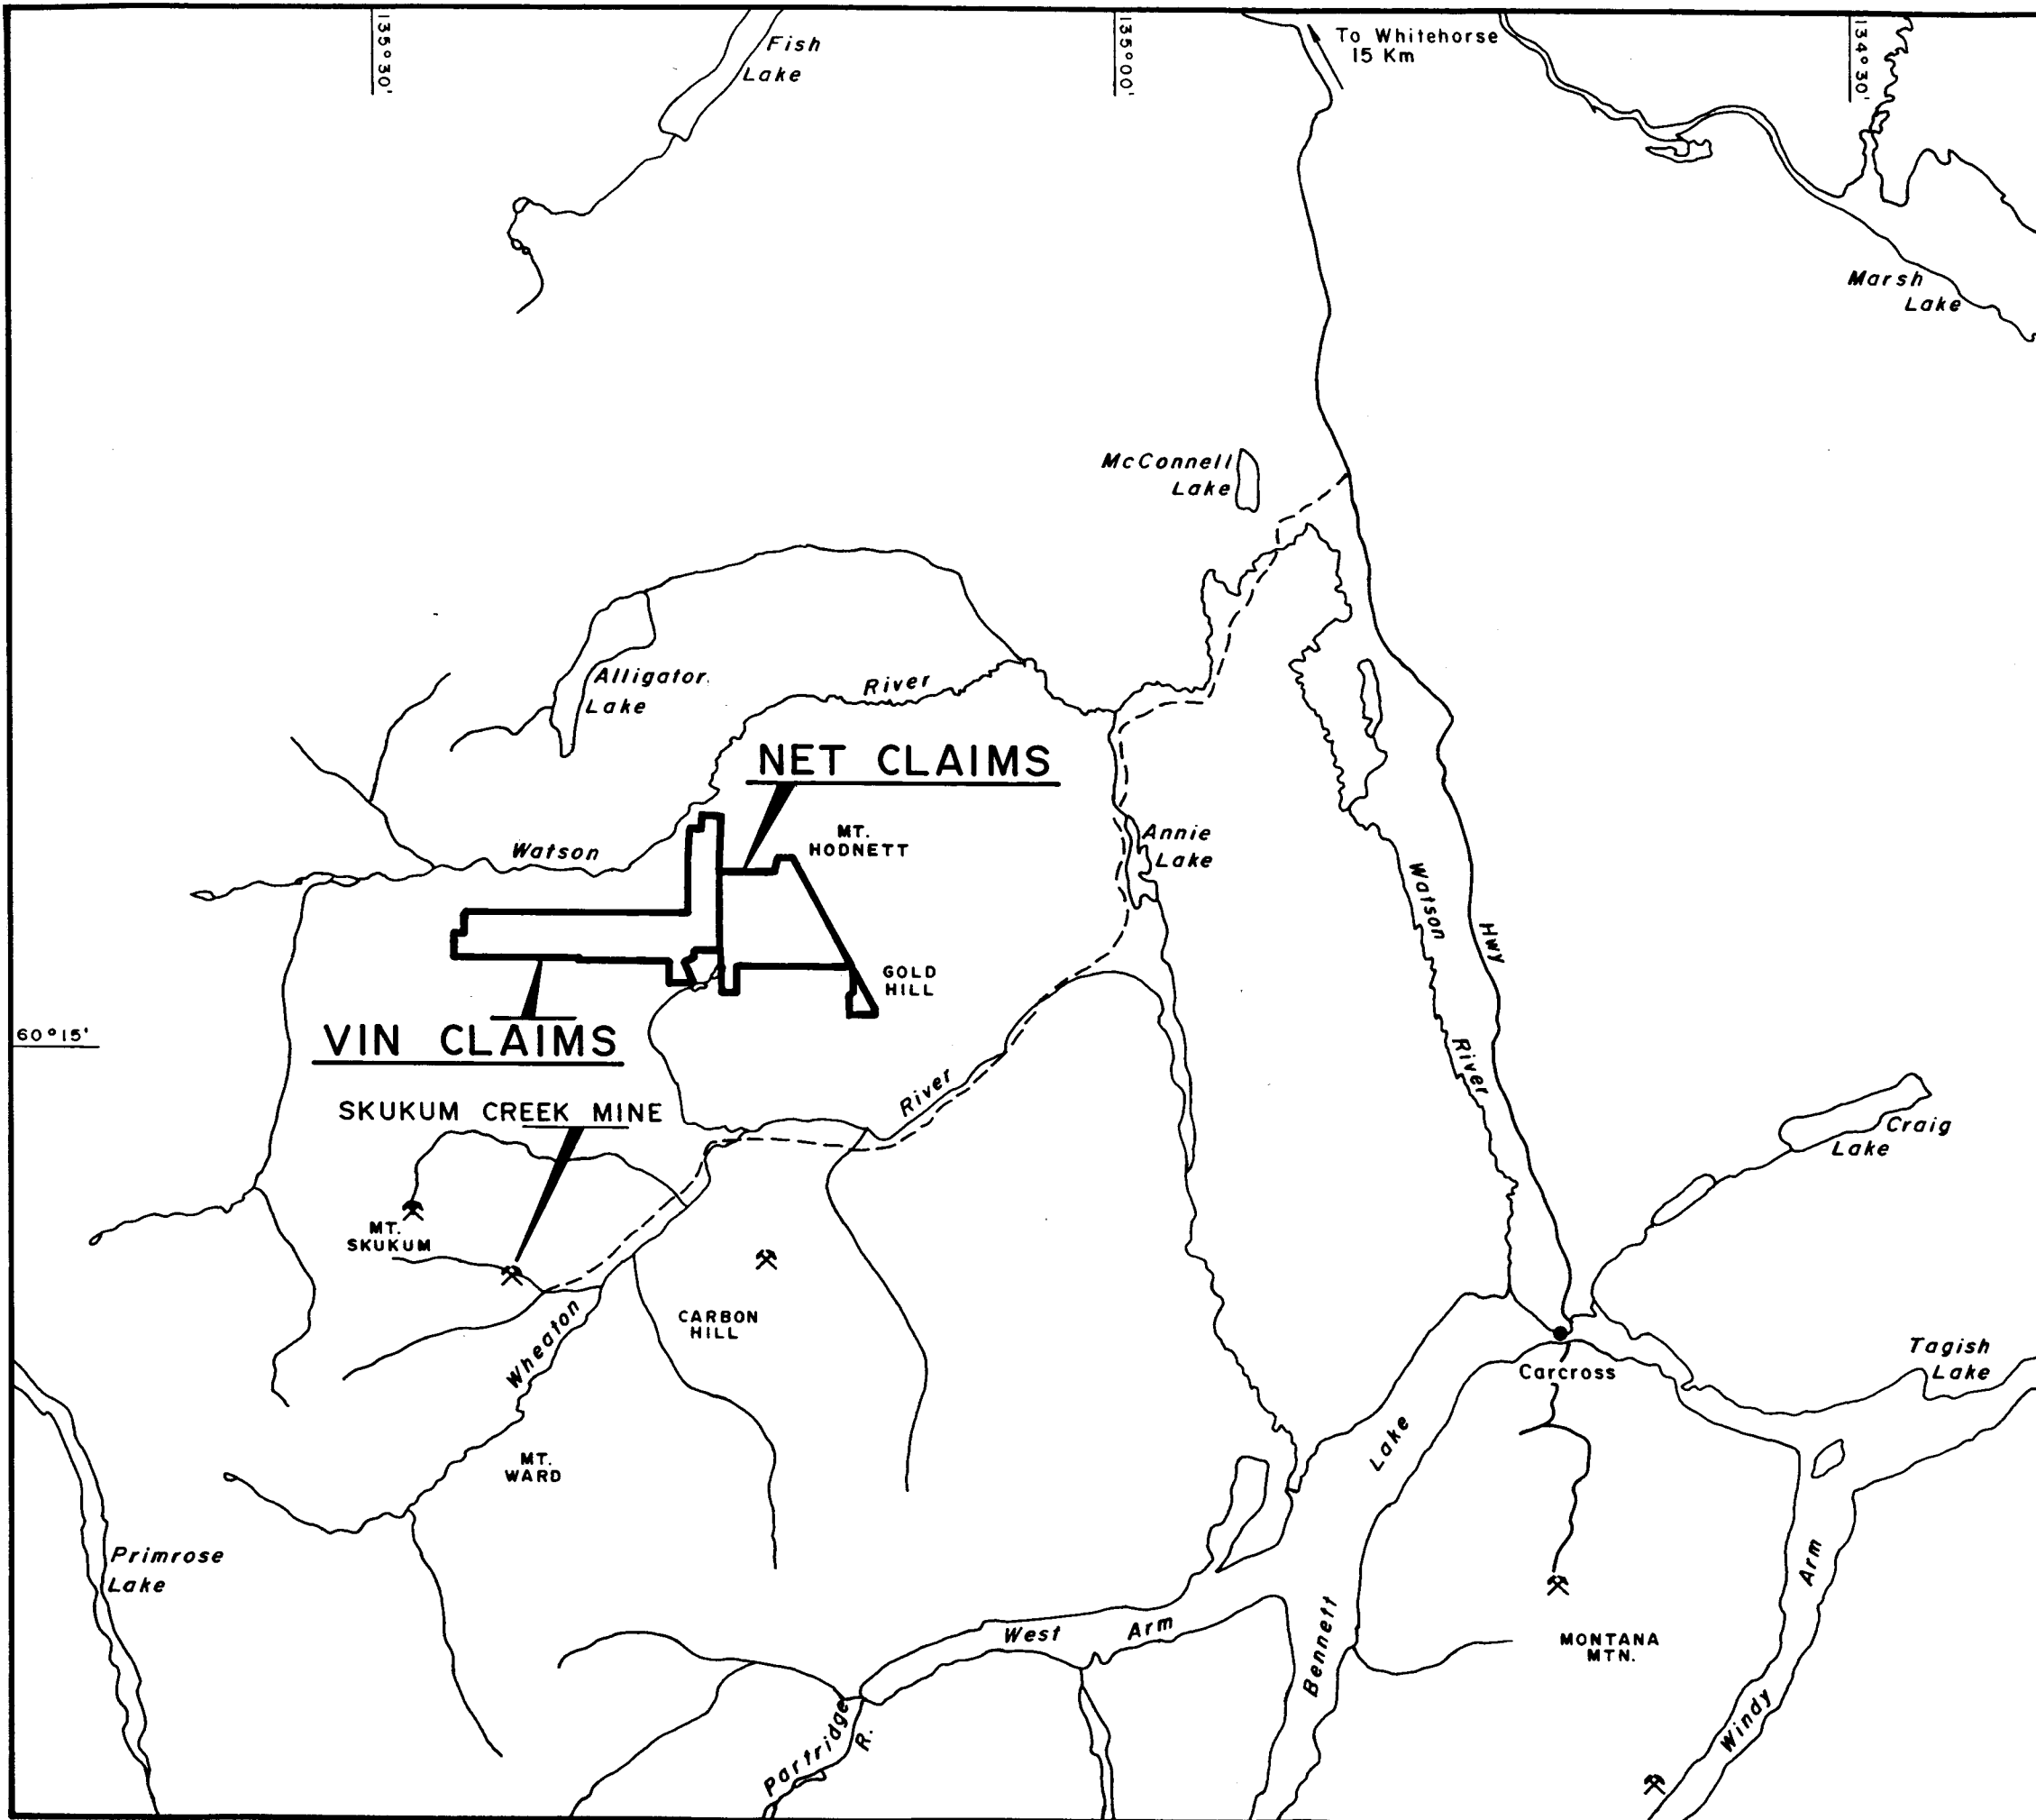 135°30'
Fish
Lake
135°00'
To Whitehorse
15 Km
134°30'
Marsh
Lake
McConnell
Lake
Alligator
Lake
River
NET CLAIMS
MT.
HODNETT
Annie
Lake
Watson
Watson
Hwy
GOLD
HILL
60°15'
VIN CLAIMS
River
River
SKUKUM CREEK MINE
Craig
Lake
MT.
SKUKUM
CARBON
HILL
Wheaton
Carcross
Tagish
Lake
Lake
MT.
WARD
Primrose
Lake
Arm
West Arm
Bennett
MONTANA
MTN.
Windy
Partridge
R.